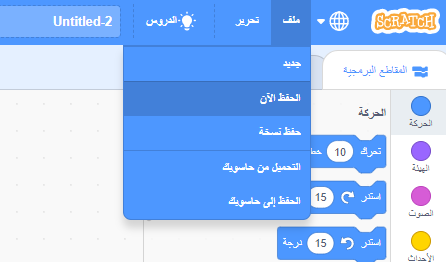 SCRATCH
ملف
تحرير
الدروس
Untitled-2
جديد
الحفظ الآن
حفظ نسخة
التحميل من حاسوبك
الحفظ إلى حاسوبك
المقاطع البرمجية
الحركة
الهيئة
الصوت
الأحداث
الحركة
تحرك 10
استدر 15
استدر 15 درجة